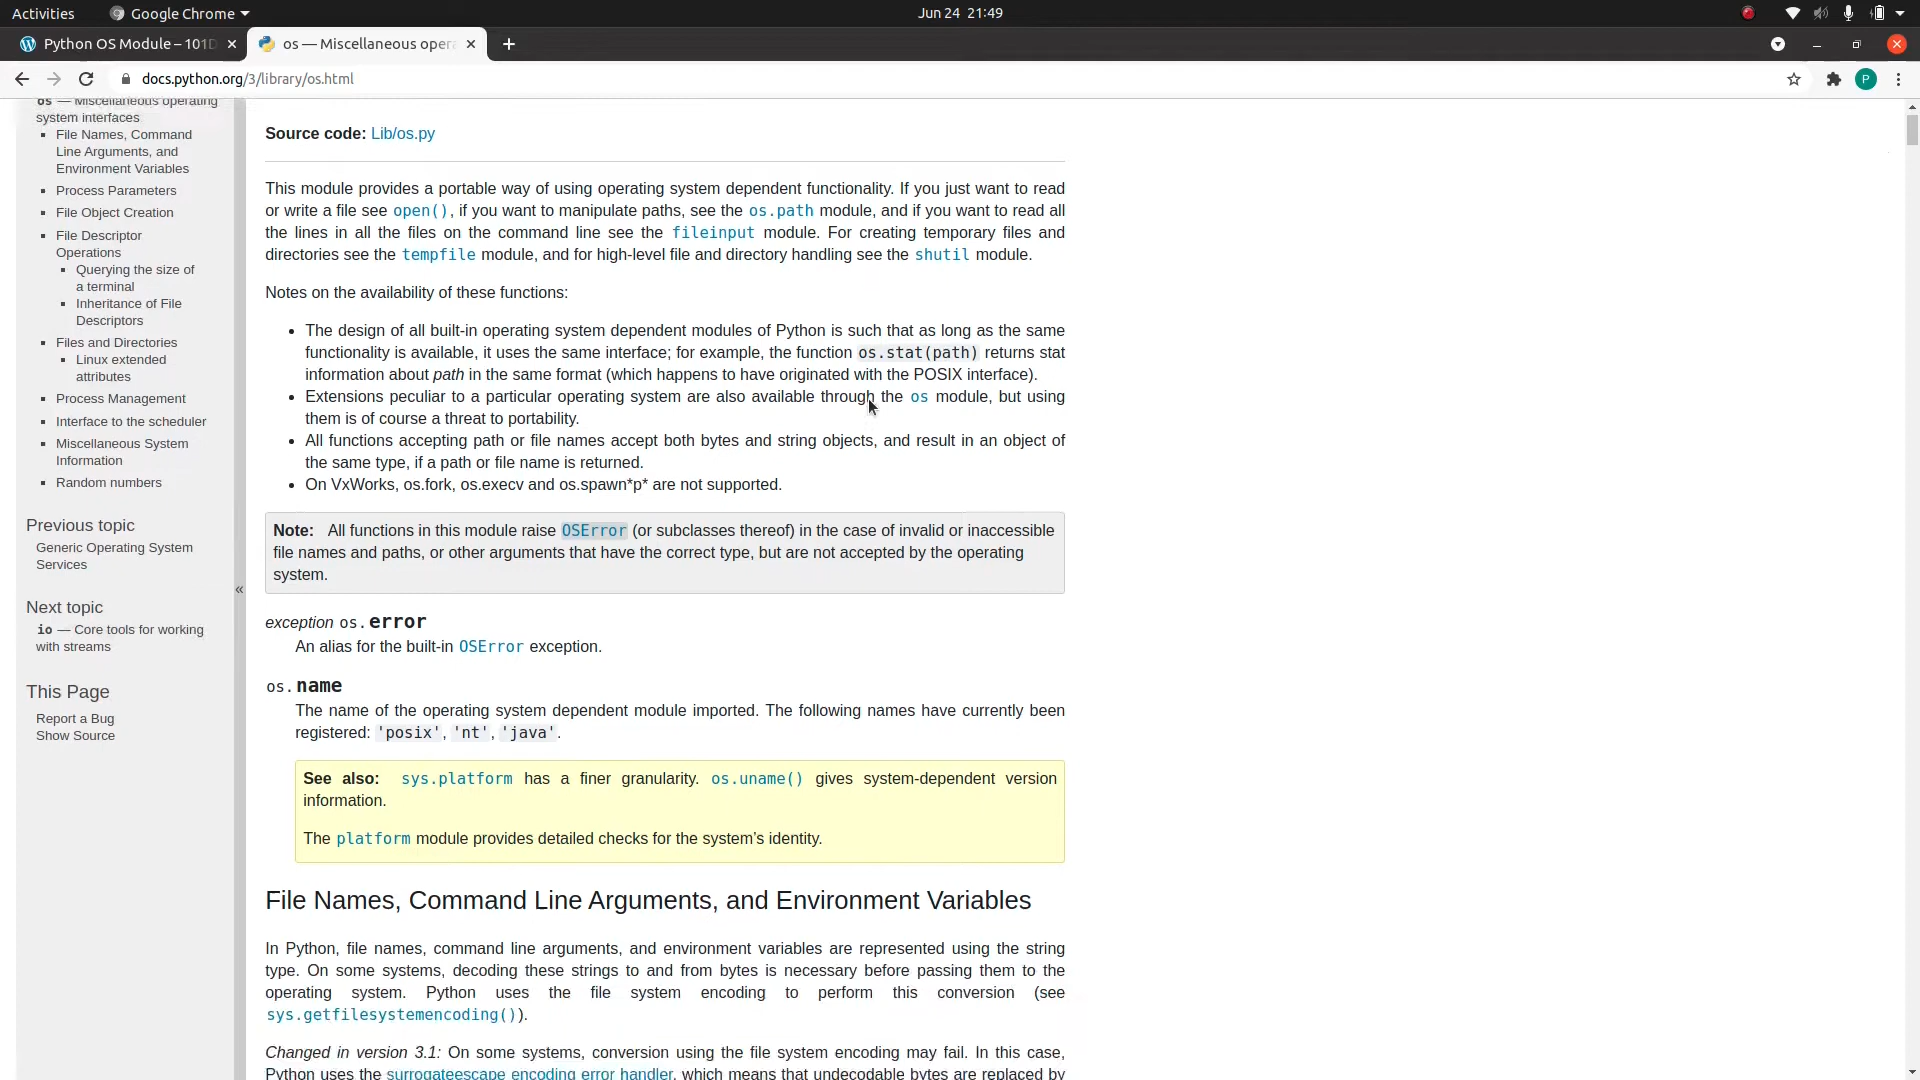 Activities Google Chrome Jun 24 21:49
Python OS Module – 101D os — Miscellaneous opera
docs.python.org/3/library/os.html P
os — Miscellaneous operating
system interfaces
File Names, Command
Line Arguments, and
Environment Variables
Process Parameters
File Object Creation
File Descriptor
Operations
Querying the size of
a terminal
Inheritance of File
Descriptors
Files and Directories
Linux extended
attributes
Process Management
Interface to the scheduler
Miscellaneous System
Information
Random numbers
Previous topic
Generic Operating System
Services
Next topic
io — Core tools for working
with streams
This Page
Report a Bug
Show Source
«
Source code: Lib/os.py
This module provides a portable way of using operating system dependent functionality. If you just want to read
or write a file see open(), if you want to manipulate paths, see the os.path module, and if you want to read all
the lines in all the files on the command line see the fileinput module. For creating temporary files and
directories see the tempfile module, and for high-level file and directory handling see the shutil module.
Notes on the availability of these functions:
• The design of all built-in operating system dependent modules of Python is such that as long as the same
functionality is available, it uses the same interface; for example, the function os.stat(path) returns stat
information about path in the same format (which happens to have originated with the POSIX interface).
• Extensions peculiar to a particular operating system are also available through the os module, but using
them is of course a threat to portability.
• All functions accepting path or file names accept both bytes and string objects, and result in an object of
the same type, if a path or file name is returned.
• On VxWorks, os.fork, os.execv and os.spawn*p* are not supported.
Note: All functions in this module raise OSError (or subclasses thereof) in the case of invalid or inaccessible
file names and paths, or other arguments that have the correct type, but are not accepted by the operating
system.
exception os.error
An alias for the built-in OSError exception.
os.name
The name of the operating system dependent module imported. The following names have currently been
registered: 'posix', 'nt', 'java'.
See also: sys.platform has a finer granularity. os.uname() gives system-dependent version
information.
The platform module provides detailed checks for the system’s identity.
File Names, Command Line Arguments, and Environment Variables
In Python, file names, command line arguments, and environment variables are represented using the string
type. On some systems, decoding these strings to and from bytes is necessary before passing them to the
operating system. Python uses the file system encoding to perform this conversion (see
sys.getfilesystemencoding()).
Changed in version 3.1: On some systems, conversion using the file system encoding may fail. In this case,
Python uses the surrogateescape encoding error handler, which means that undecodable bytes are replaced by